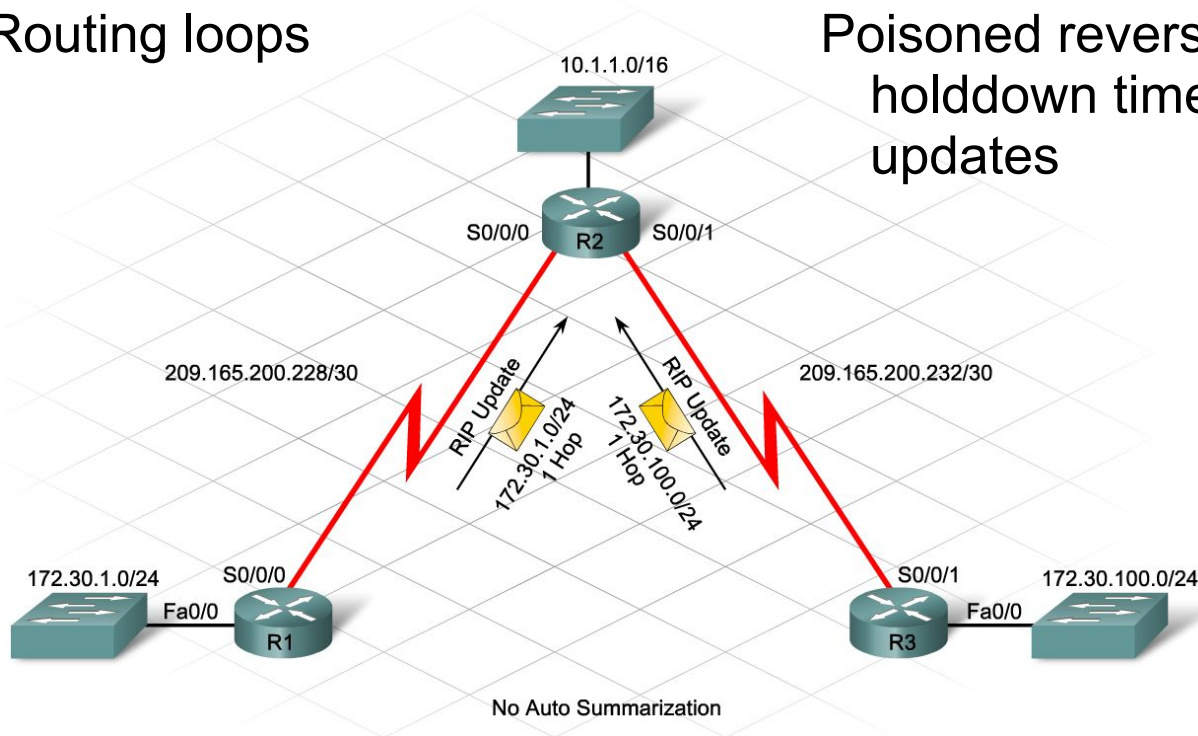 Routing loops
Poisoned revers
holddown time
updates
10.1.1.0/16
S0/0/0
R2
S0/0/1
209.165.200.228/30
209.165.200.232/30
RIP Update
172.30.1.0/24
1 Hop
RIP Update
172.30.100.0/24
1 Hop
172.30.1.0/24
S0/0/0
Fa0/0
R1
S0/0/1
172.30.100.0/24
Fa0/0
R3
No Auto Summarization